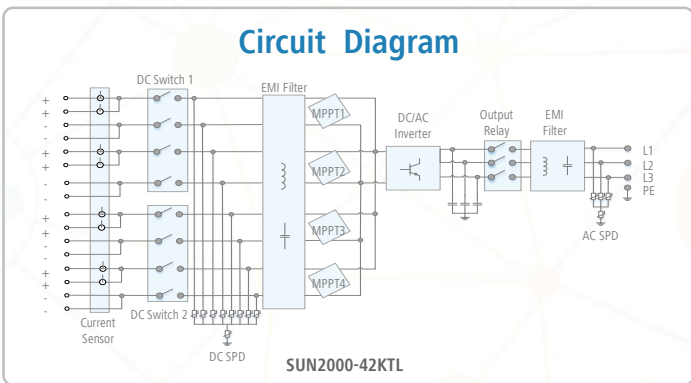 Circuit Diagram
DC Switch 1
EMI Filter
MPPT1
MPPT2
MPPT3
MPPT4
DC/AC
Inverter
Output
Relay
EMI
Filter
L1
L2
L3
PE
AC SPD
+
+
-
-
+
+
-
-
+
+
-
-
+
+
-
-
Current
Sensor
DC Switch 2
DC SPD
SUN2000-42KTL